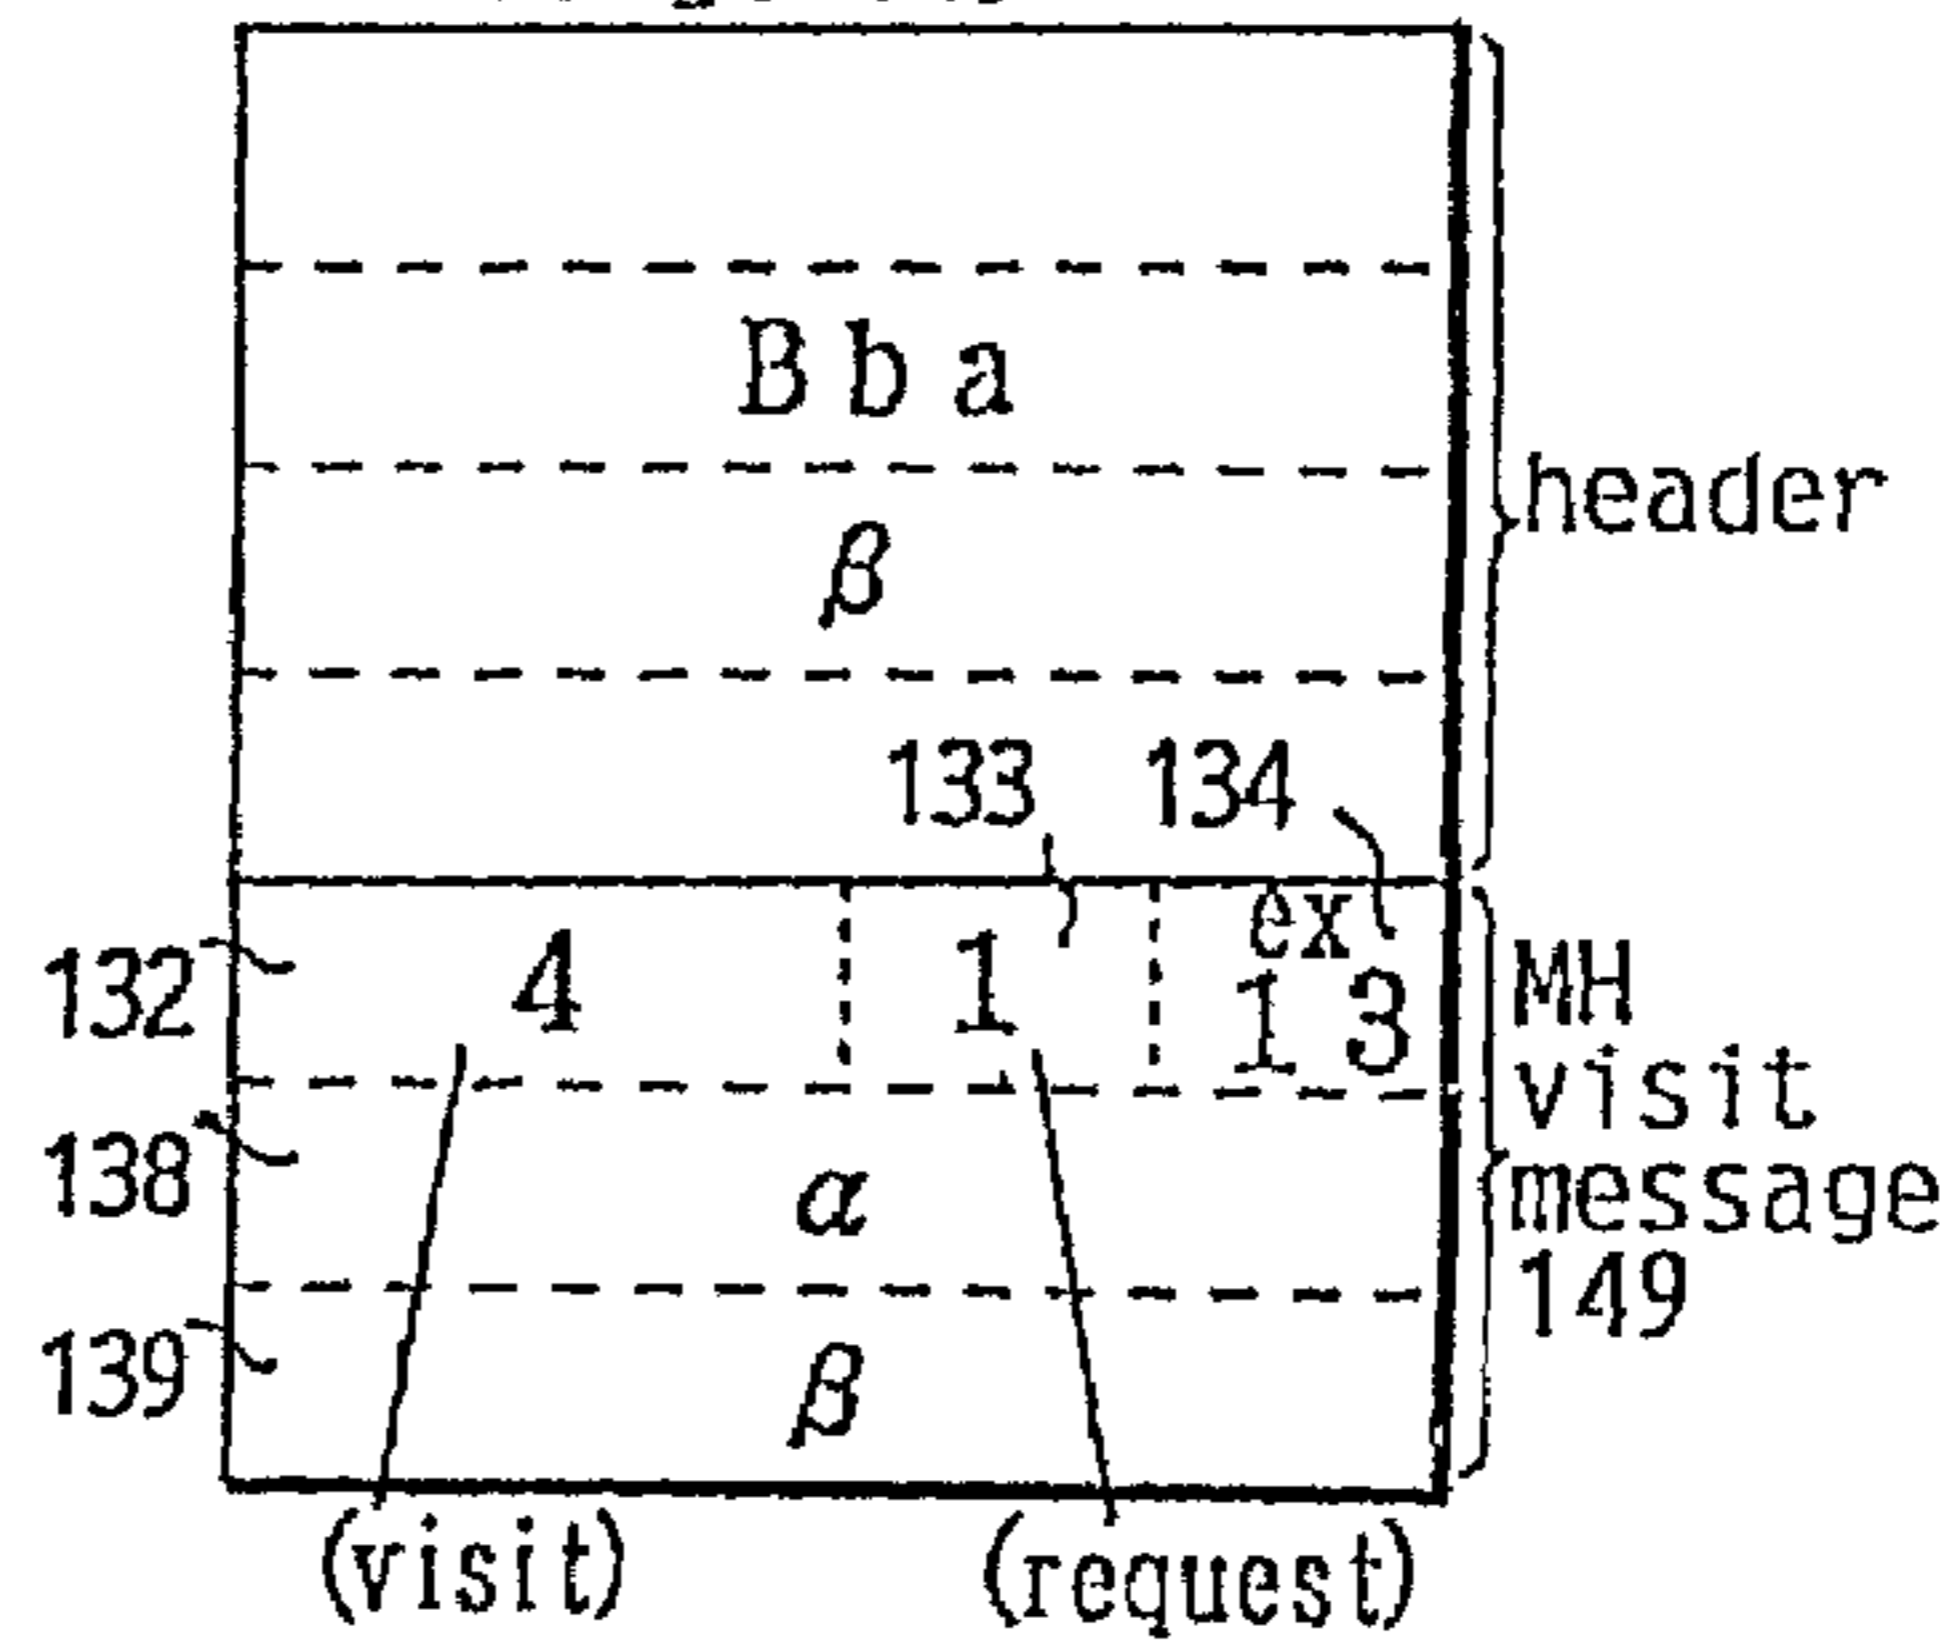 B b a
header
β
133 134
132 4 1 ex 1 3
MH
visit
message
149
138 α
139 β
(visit) (request)